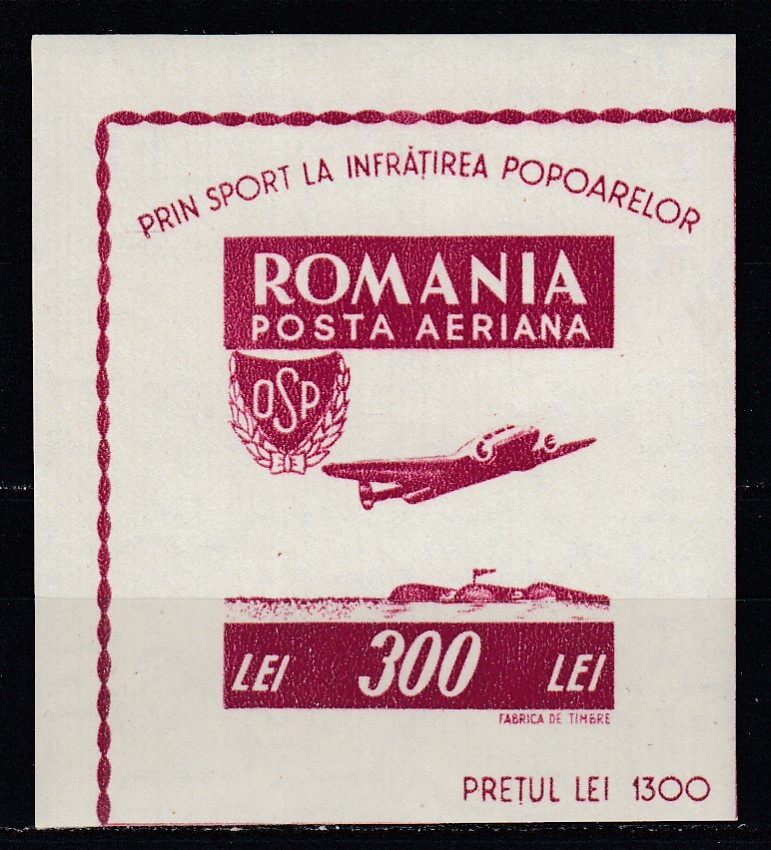 PRIN SPORT LA INFRĂȚIREA POPOARELOR
ROMANIA
POSTA AERIANA
OSP
LEI 300 LEI
FABRICA DE TIMBRE
PREȚUL LEI 1300